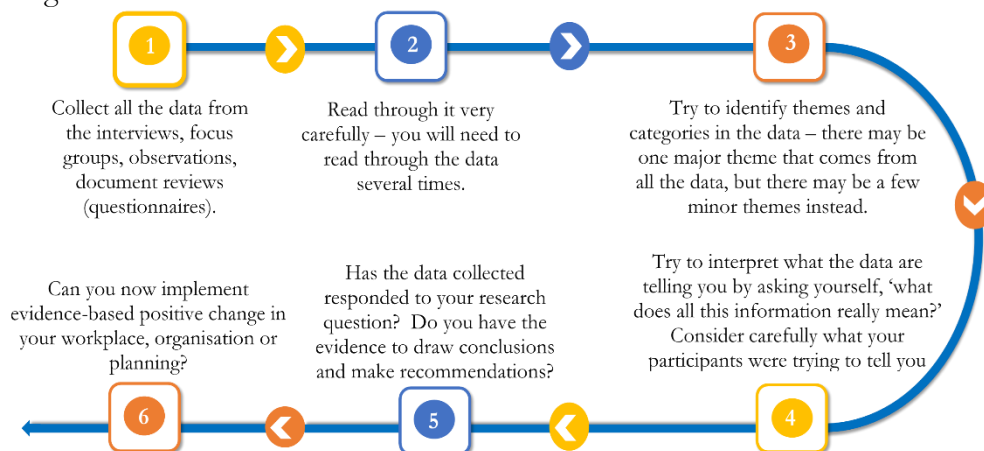 1
2
3
Collect all the data from
the interviews, focus
groups, observations,
document reviews
(questionnaires).
Read through it very
carefully – you will need to
read through the data
several times.
Try to identify themes and
categories in the data – there may be
one major theme that comes from
all the data, but there may be a few
minor themes instead.
Try to interpret what the data are
telling you by asking yourself, ‘what
does all this information really mean?’
Consider carefully what your
participants were trying to tell you
4
Has the data collected
responded to your research
question? Do you have the
evidence to draw conclusions
and make recommendations?
5
Can you now implement
evidence-based positive change in
your workplace, organisation or
planning?
6